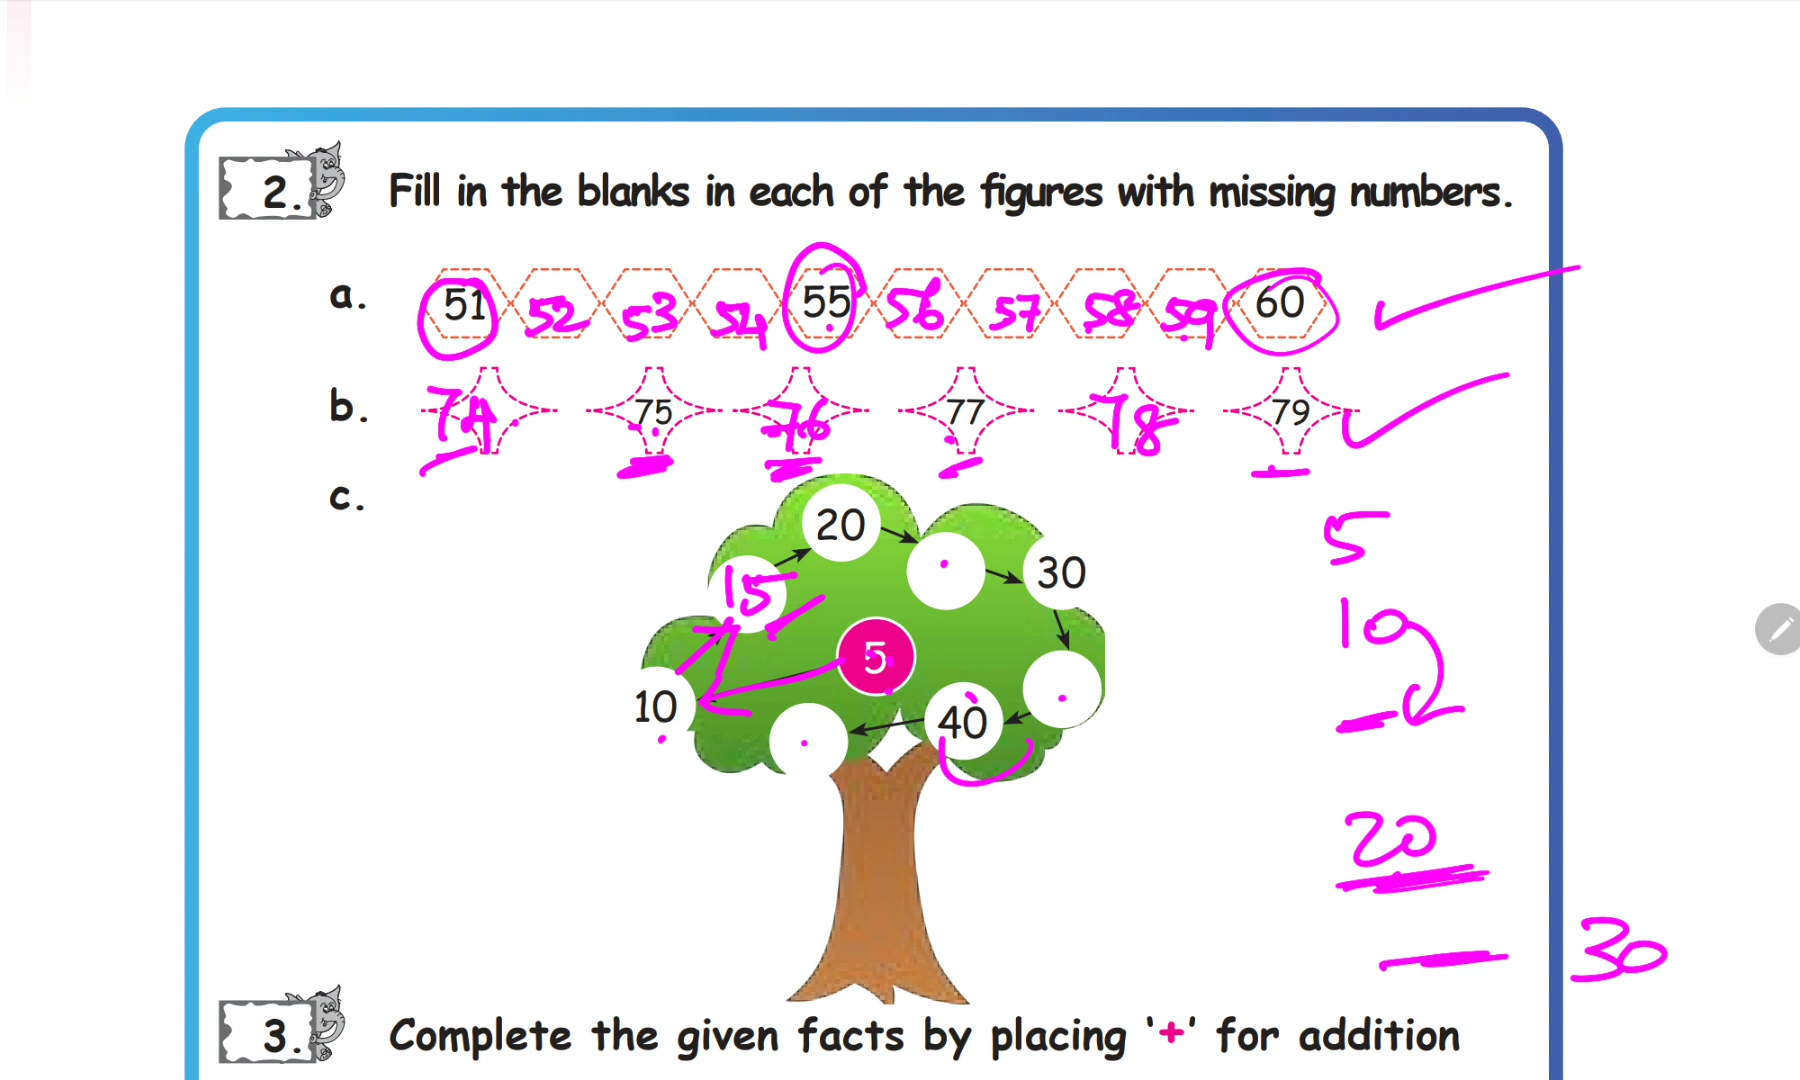 2. Fill in the blanks in each of the figures with missing numbers.
a. 51 52 53 54 55 56 57 58 59 60
b. 74 75 76 77 78 79
c.
20
15
30
5
10
40
5
10
20
30
3. Complete the given facts by placing '+' for addition